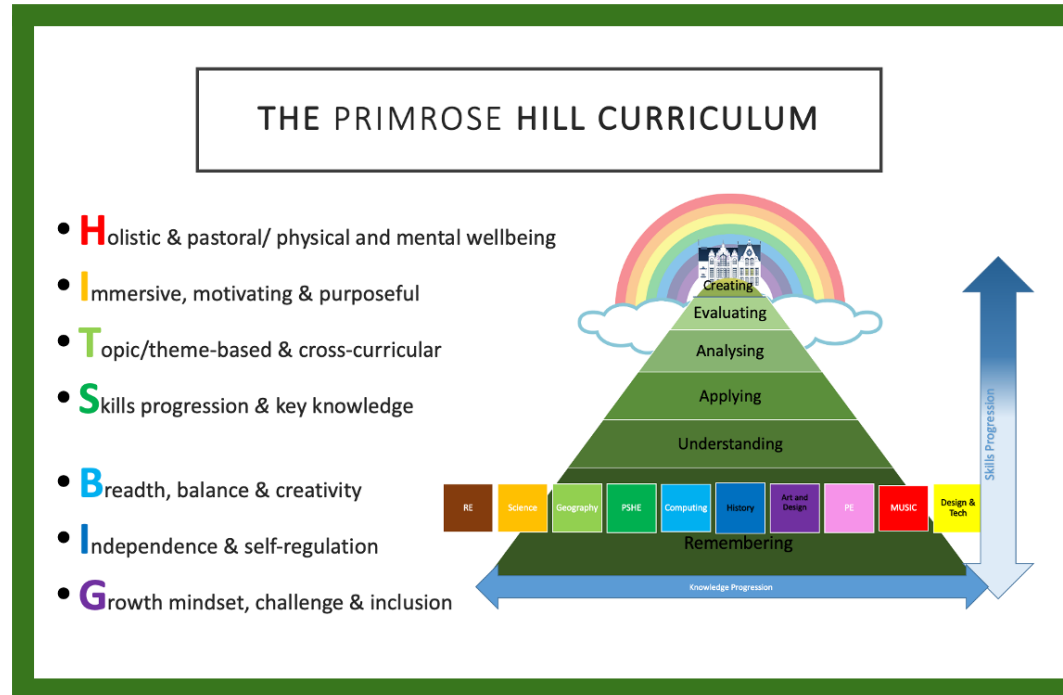 THE PRIMROSE HILL CURRICULUM
• Holistic & pastoral/ physical and mental wellbeing
• Immersive, motivating & purposeful
• Topic/theme-based & cross-curricular
• Skills progression & key knowledge
• Breadth, balance & creativity
• Independence & self-regulation
• Growth mindset, challenge & inclusion
Creating
Evaluating
Analysing
Applying
Understanding
RE
Science
Geography
PSHE
Computing
History
Art and
Design
PE
MUSIC
Design &
Tech
Remembering
Knowledge Progression
Skills Progression